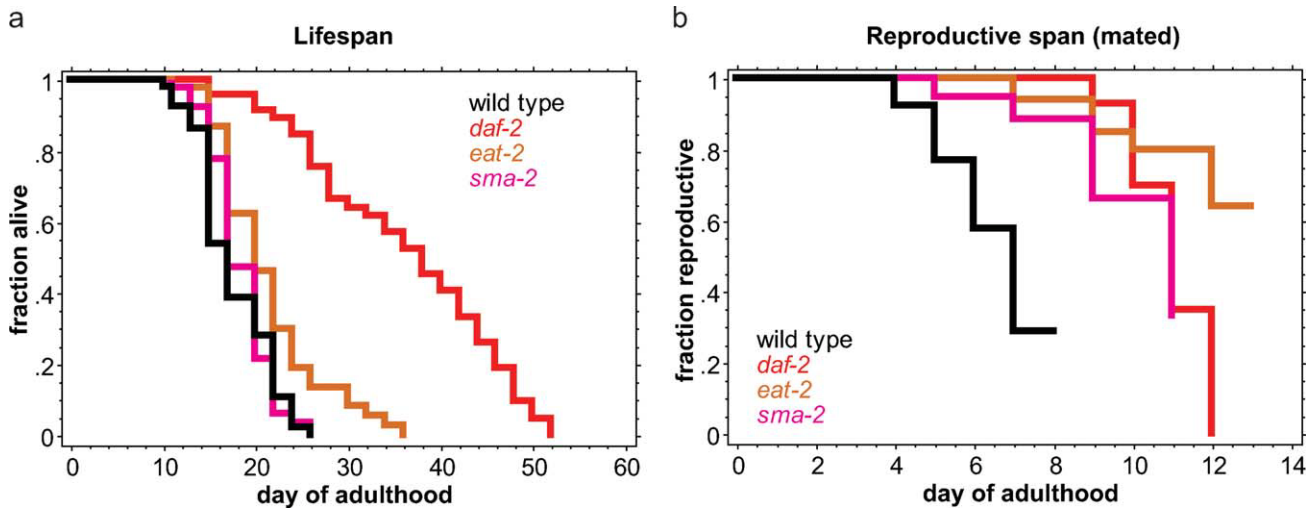 a
Lifespan
1
.8
.6
.4
.2
0
fraction alive
wild type
daf-2
eat-2
sma-2
0 10 20 30 40 50 60
day of adulthood
b
Reproductive span (mated)
1
.8
.6
.4
.2
0
fraction reproductive
wild type
daf-2
eat-2
sma-2
0 2 4 6 8 10 12 14
day of adulthood